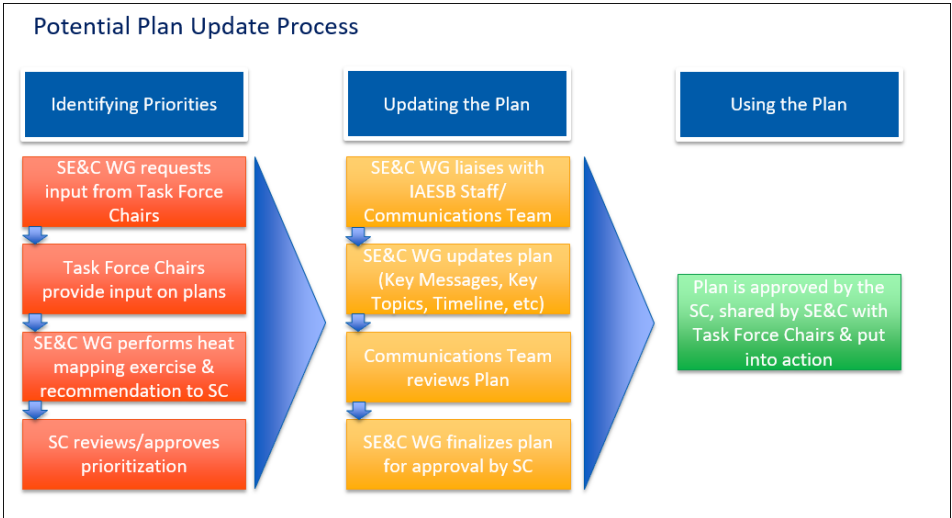 Potential Plan Update Process
Identifying Priorities
SE&C WG requests
input from Task Force
Chairs
Task Force Chairs
provide input on plans
SE&C WG performs heat
mapping exercise &
recommendation to SC
SC reviews/approves
prioritization
Updating the Plan
SE&C WG liaises with
IAESB Staff/
Communications Team
SE&C WG updates plan
(Key Messages, Key
Topics, Timeline, etc)
Communications Team
reviews Plan
SE&C WG finalizes plan
for approval by SC
Using the Plan
Plan is approved by the
SC, shared by SE&C with
Task Force Chairs & put
into action